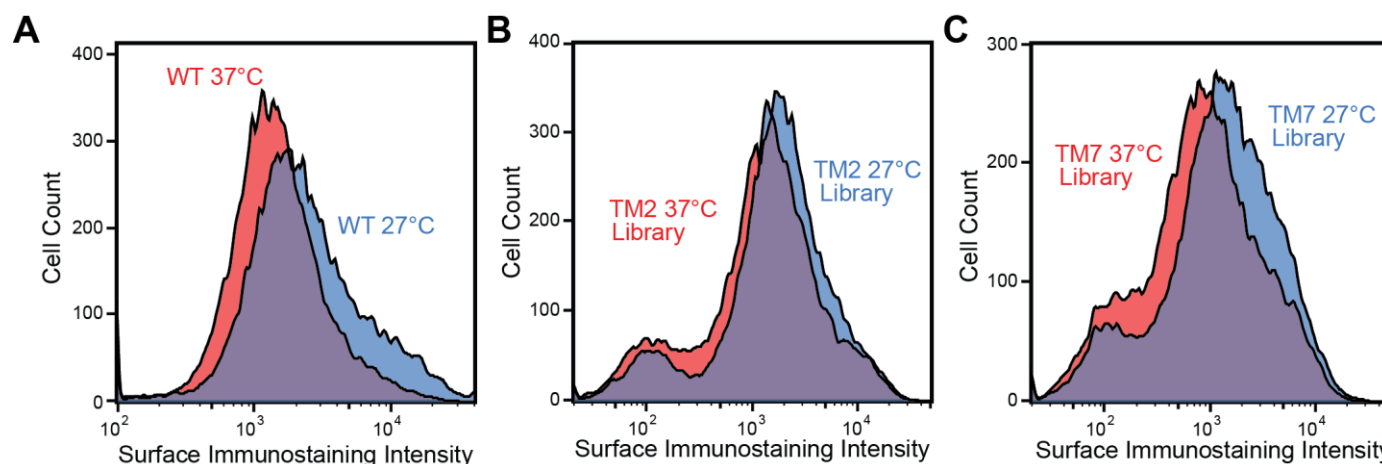 A
400
300
200
100
0
10²
10³
10⁴
Cell Count
Surface Immunostaining Intensity
WT 37°C
WT 27°C
B
400
300
200
100
0
10²
10³
10⁴
Cell Count
Surface Immunostaining Intensity
TM2 37°C
Library
TM2 27°C
Library
C
300
200
100
0
10²
10³
10⁴
Cell Count
Surface Immunostaining Intensity
TM7 37°C
Library
TM7 27°C
Library